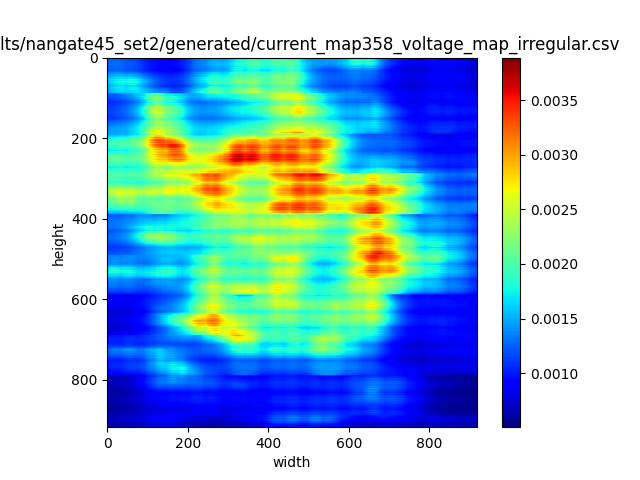 lts/nangate45_set2/generated/current_map358_voltage_map_irregular.csv
0
200
400
600
800
height
0 200 400 600 800
width
0.0035
0.0030
0.0025
0.0020
0.0015
0.0010